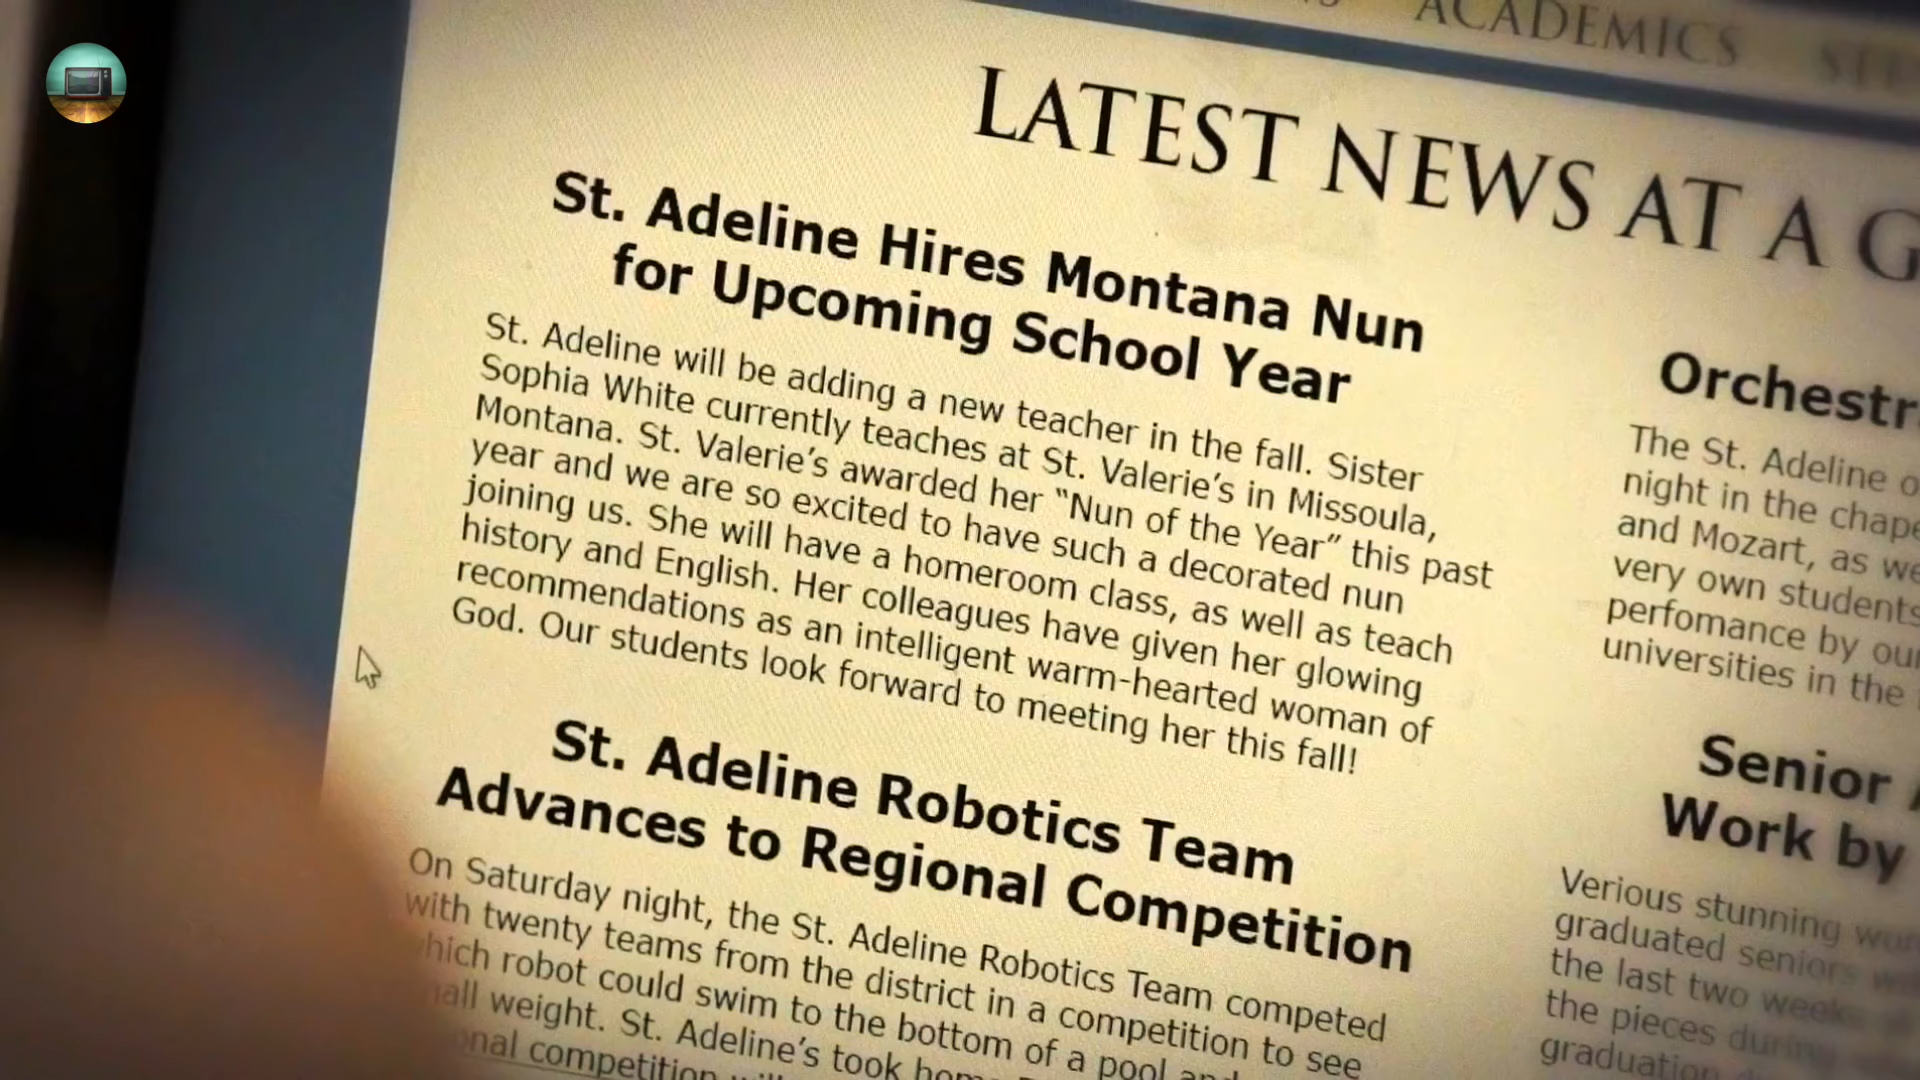 ACADEMICS
LATEST NEWS AT A G
St. Adeline Hires Montana Nun
for Upcoming School Year
St. Adeline will be adding a new teacher in the fall. Sister
Sophia White currently teaches at St. Valerie's in Missoula,
Montana. St. Valerie's awarded her “Nun of the Year” this past
year and we are so excited to have such a decorated nun
joining us. She will have a homeroom class, as well as teach
history and English. Her colleagues have given her glowing
recommendations as an intelligent warm-hearted woman of
God. Our students look forward to meeting her this fall!
St. Adeline Robotics Team
Advances to Regional Competition
On Saturday night, the St. Adeline Robotics Team competed
with twenty teams from the district in a competition to see
which robot could swim to the bottom of a pool and
weight. St. Adeline's took
competition
Orchestr
The St. Adeline
night in the
and Mozart, as
very own students
perfomance by our
universities in the
Senior
Work by
Verious stunning
graduated seniors
the last two weeks
the pieces during
graduation